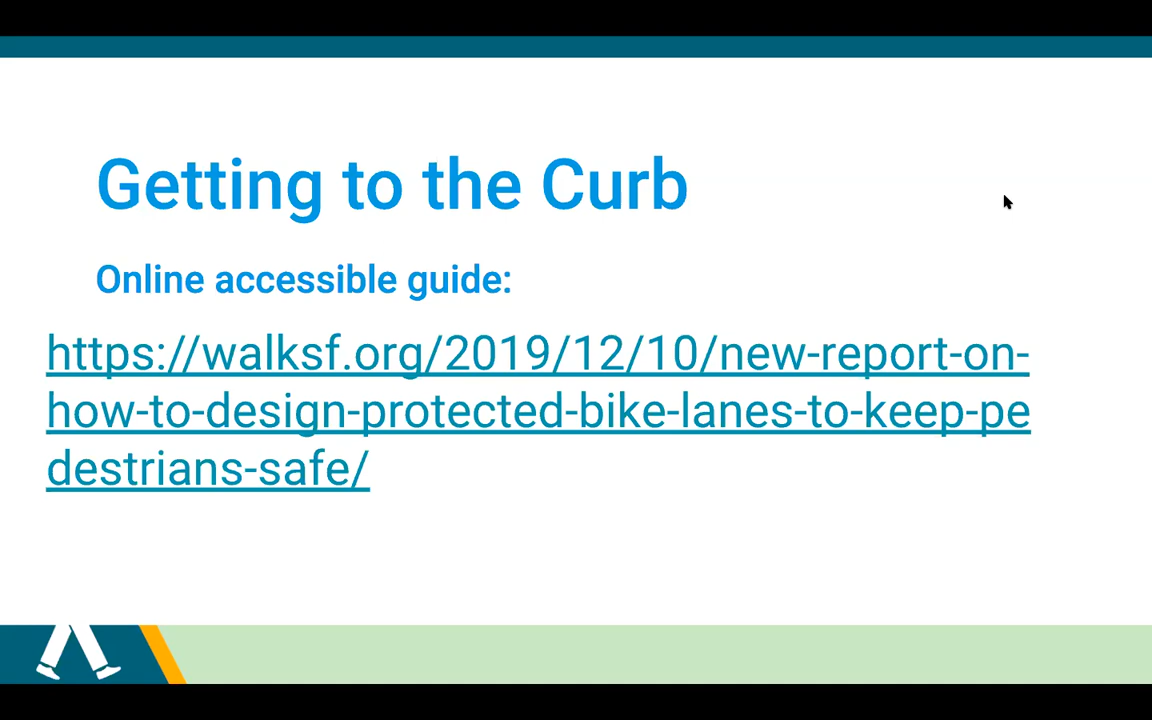 Getting to the Curb
Online accessible guide:
https://walksf.org/2019/12/10/new-report-on-
how-to-design-protected-bike-lanes-to-keep-pe
destrians-safe/